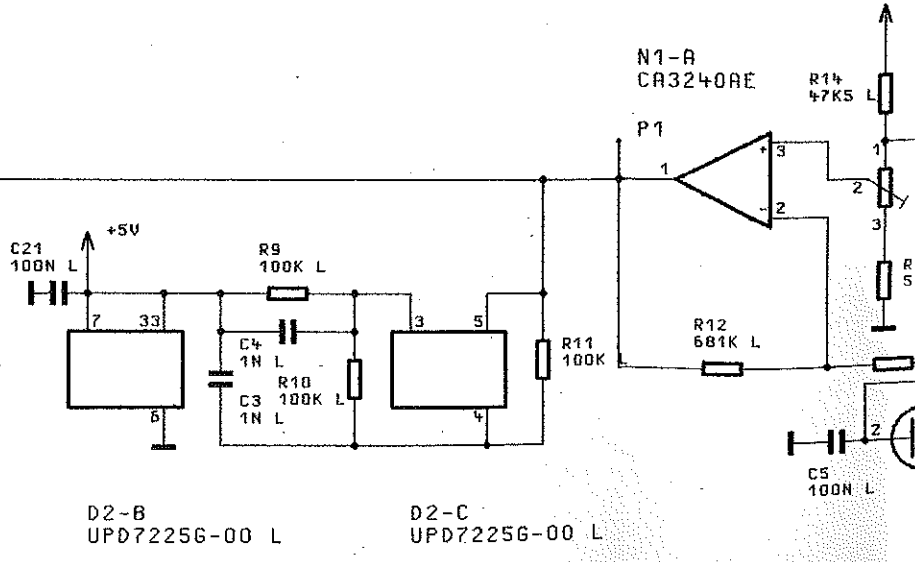 N1-A
CA3240AE
R14
47K5 L
P1
1
+
3
1
2
-
2
3
+5V
C21
100N L
R9
100K L
R
5
7
33
3
5
R12
681K L
C4
1N L
R11
100K
R10
100K L
C3
1N L
6
4
2
C5
100N L
D2-B
UPD7225G-00 L
D2-C
UPD7225G-00 L